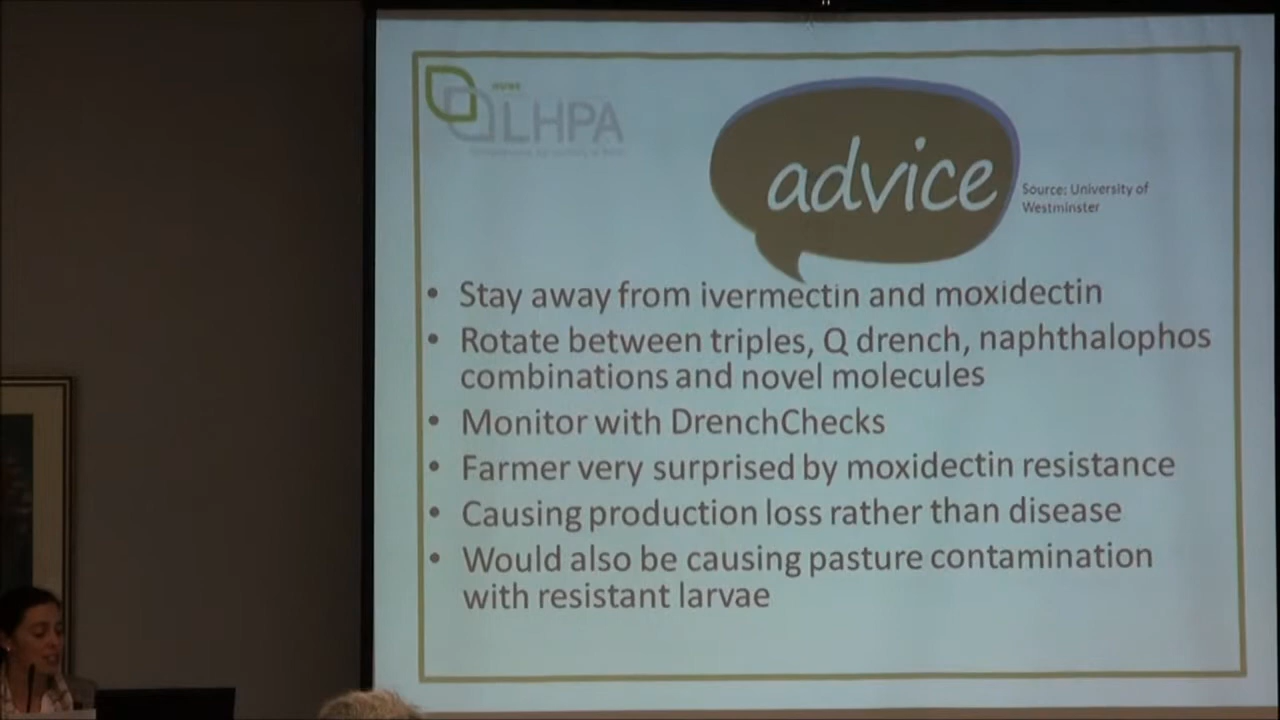 LHPA
advice
Source: University of
Westminster
• Stay away from ivermectin and moxidectin
• Rotate between triples, Q drench, naphthalophos
combinations and novel molecules
• Monitor with DrenchChecks
• Farmer very surprised by moxidectin resistance
• Causing production loss rather than disease
• Would also be causing pasture contamination
with resistant larvae